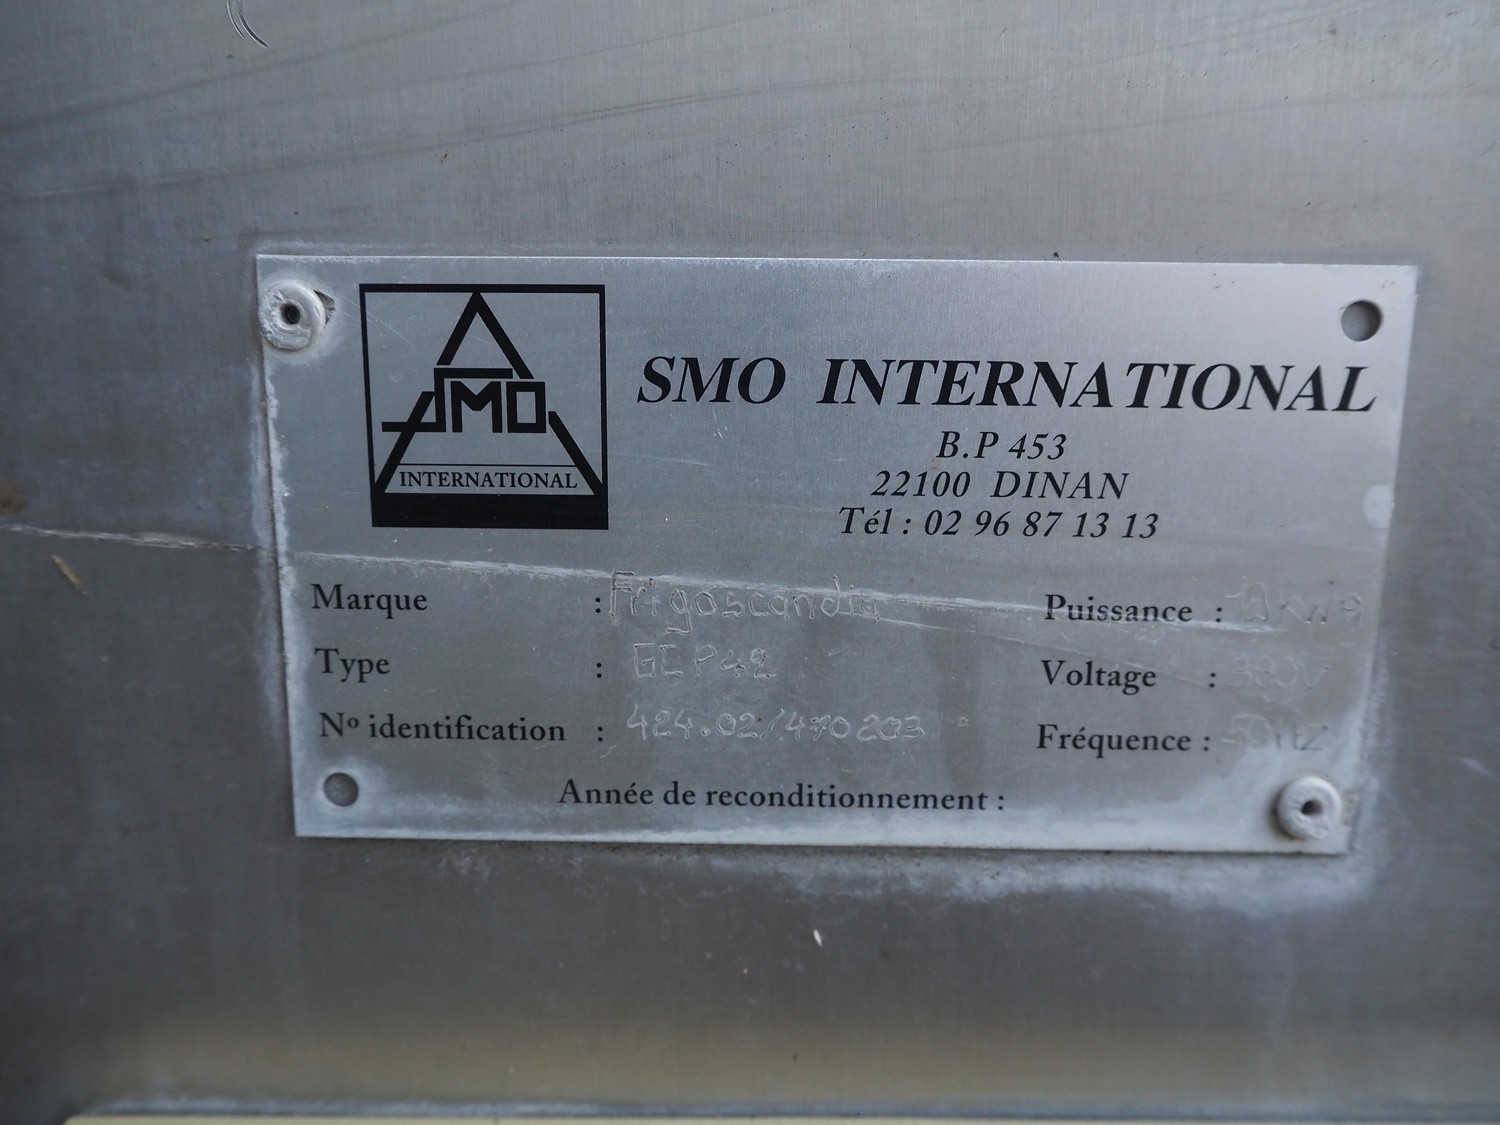 SMO
INTERNATIONAL
SMO INTERNATIONAL
B.P 453
22100 DINAN
Tél : 02 96 87 13 13
Marque : Frigoscandia
Puissance :
Type : GCP42
Voltage : 380V
Nº identification : 424.02/470203
Fréquence : 50HZ
Année de reconditionnement :